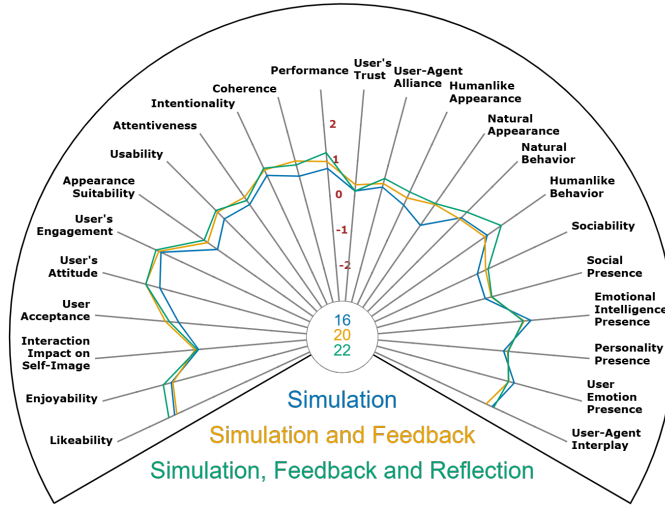 Performance
User's
Trust
User-Agent
Alliance
Humanlike
Appearance
Natural
Appearance
Natural
Behavior
Humanlike
Behavior
Sociability
Social
Presence
Emotional
Intelligence
Presence
Personality
Presence
User
Emotion
Presence
User-Agent
Interplay
Coherence
Intentionality
Attentiveness
Usability
Appearance
Suitability
User's
Engagement
User's
Attitude
User
Acceptance
Interaction
Impact on
Self-Image
Enjoyability
Likeability
2
1
0
-1
-2
16
20
22
Simulation
Simulation and Feedback
Simulation, Feedback and Reflection